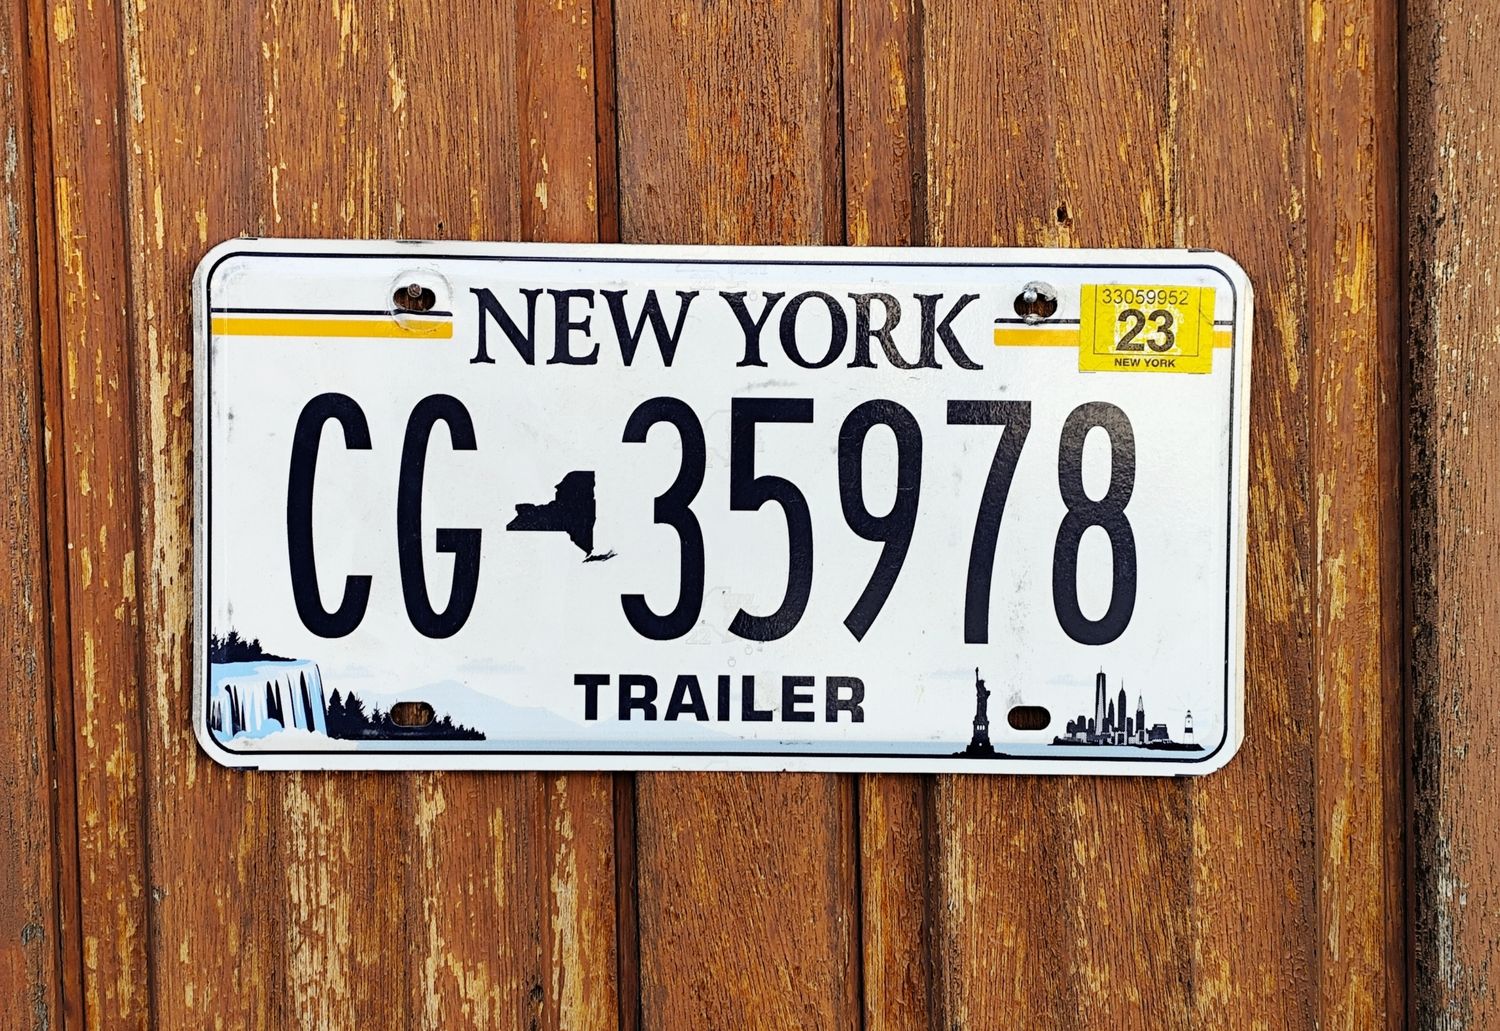 NEW YORK
33059952
23
NEW YORK
CG 35978
TRAILER